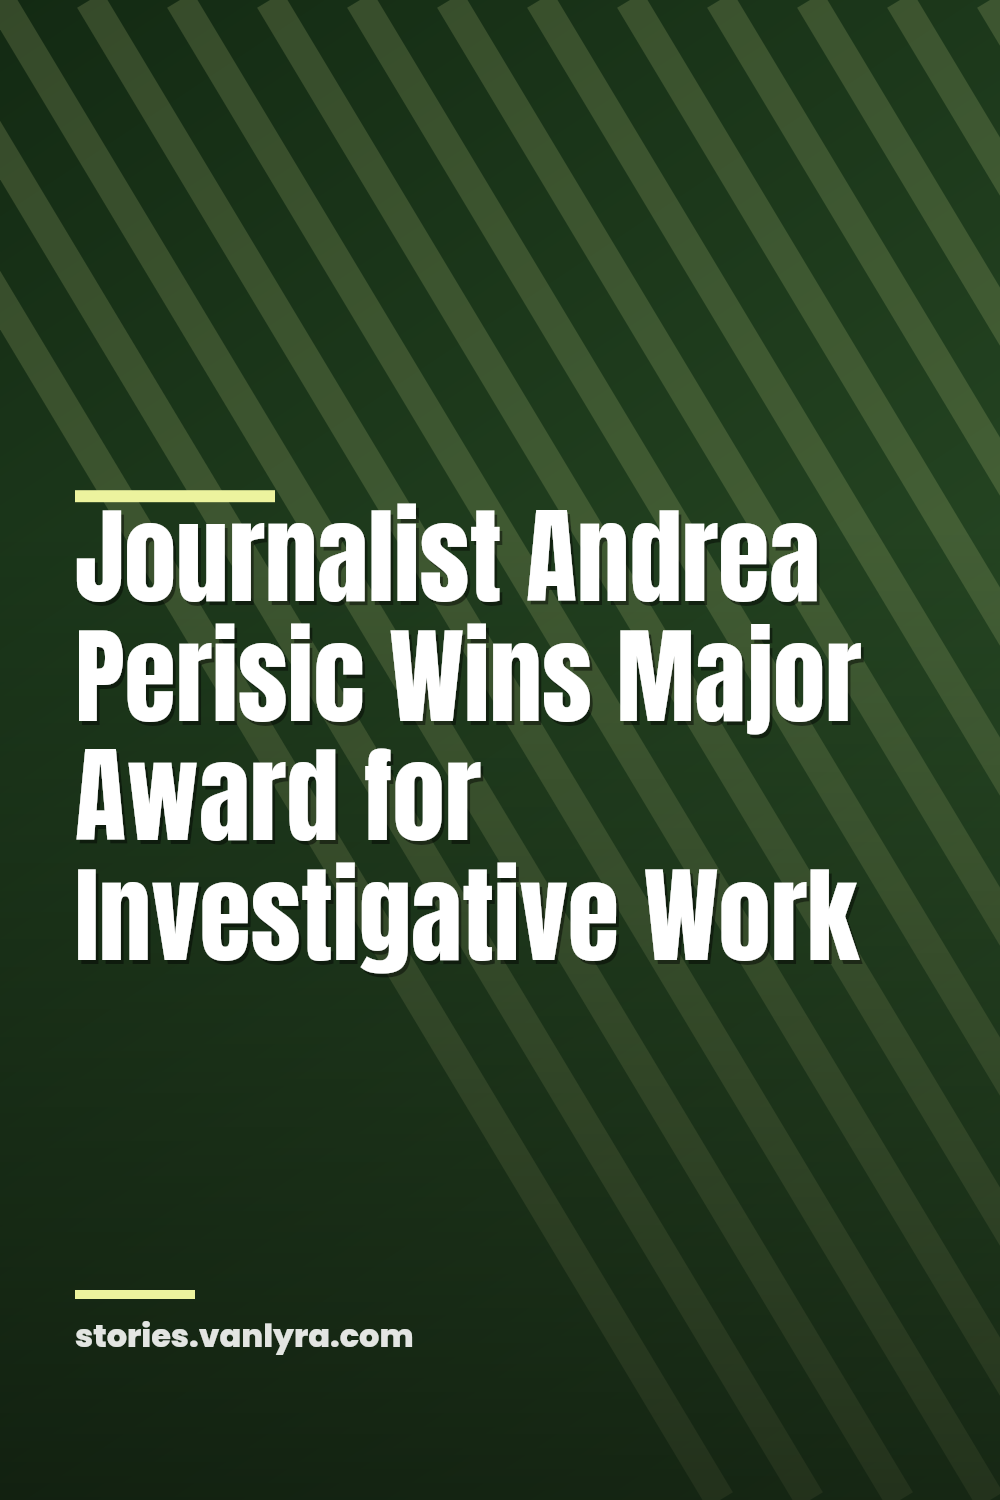 Journalist Andrea
Perisic Wins Major
Award for
Investigative Work
stories.vanlyra.com